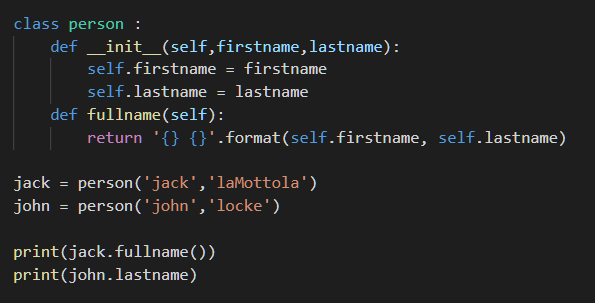 class person :
    def __init__(self,firstname,lastname):
        self.firstname = firstname
        self.lastname = lastname
    def fullname(self):
        return '{} {}'.format(self.firstname, self.lastname)

jack = person('jack','laMottola')
john = person('john','locke')

print(jack.fullname())
print(john.lastname)